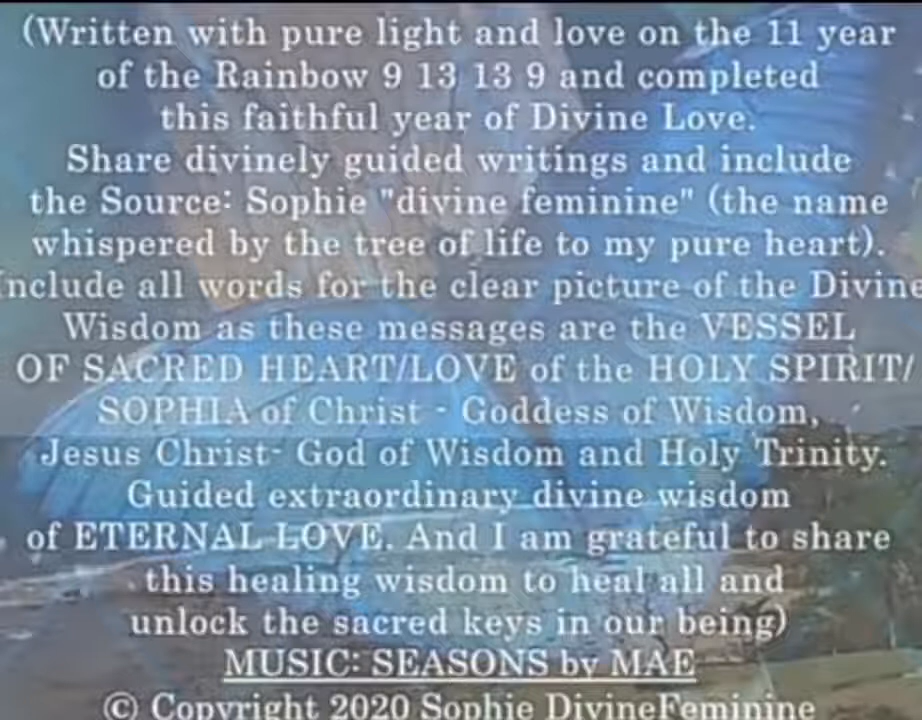 (Written with pure light and love on the 11 year
of the Rainbow 9 13 13 9 and completed
this faithful year of Divine Love.
Share divinely guided writings and include
the Source: Sophie "divine feminine" (the name
whispered by the tree of life to my pure heart).
Include all words for the clear picture of the Divine
Wisdom as these messages are the VESSEL
OF SACRED HEART/LOVE of the HOLY SPIRIT/
SOPHIA of Christ - Goddess of Wisdom,
Jesus Christ- God of Wisdom and Holy Trinity.
Guided extraordinary divine wisdom
of ETERNAL LOVE. And I am grateful to share
this healing wisdom to heal all and
unlock the sacred keys in our being)
MUSIC: SEASONS by MAE
© Copyright 2020 Sophie DivineFeminine